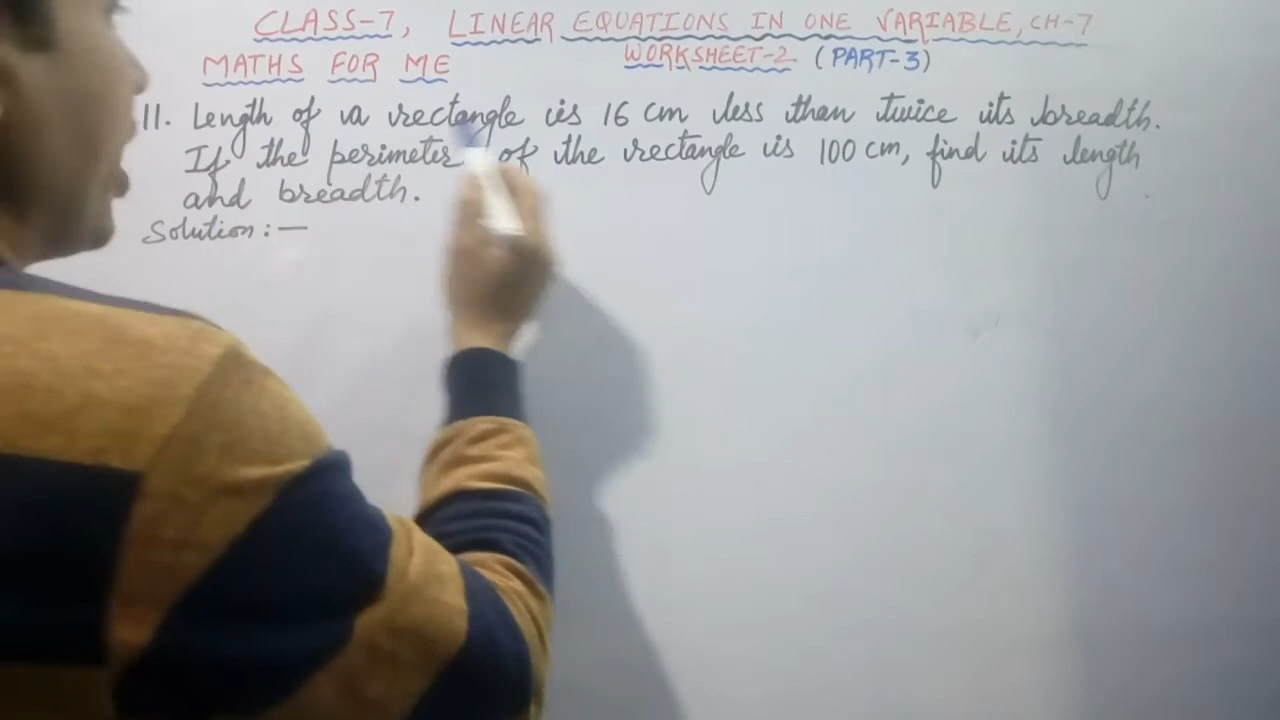 CLASS-7, LINEAR EQUATIONS IN ONE VARIABLE, CH-7
MATHS FOR ME WORKSHEET-2 (PART-3)
11. Length of a rectangle is 16 cm less than twice its breadth.
If the perimeter of the rectangle is 100 cm, find its length
and breadth.
Solution:—